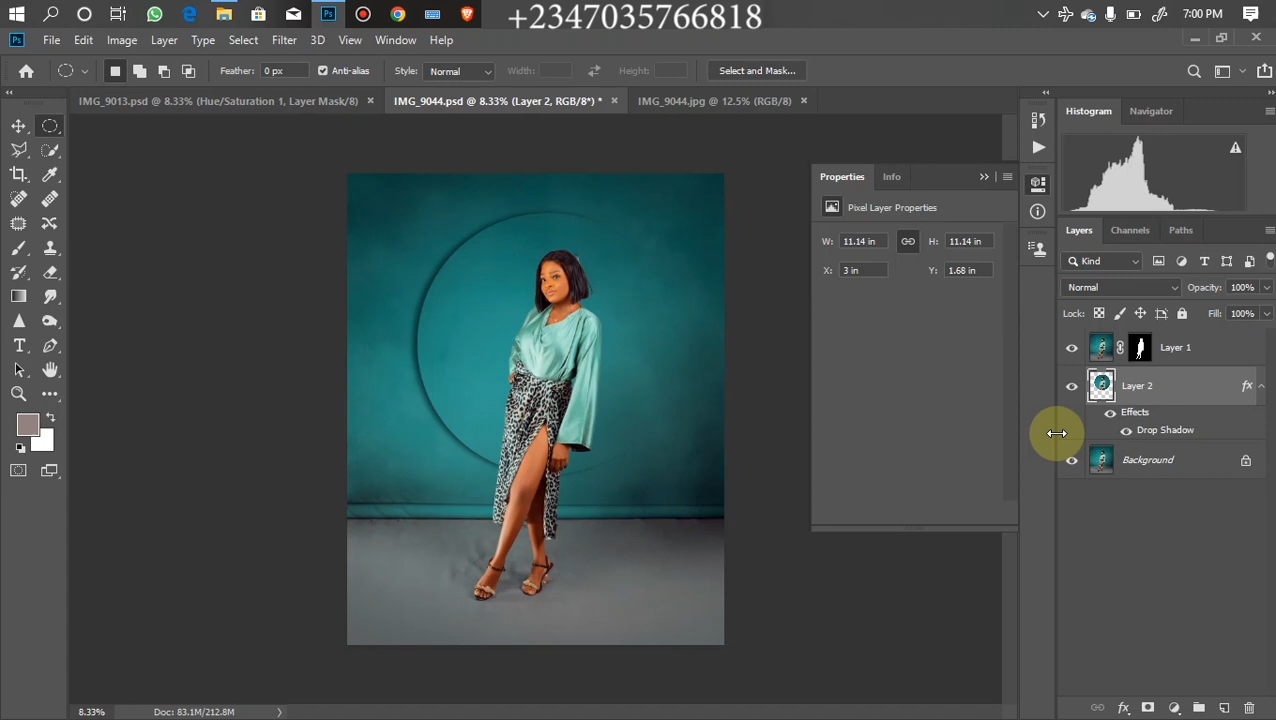 +2347035766818
7:00 PM
Ps
File Edit Image Layer Type Select Filter 3D View Window Help
Feather: 0 px Anti-alias Style: Normal Width: Height: Select and Mask...
IMG_9013.psd @ 8.33% (Hue/Saturation 1, Layer Mask/8) × IMG_9044.psd @ 8.33% (Layer 2, RGB/8*) * × IMG_9044.jpg @ 12.5% (RGB/8) ×
Histogram Navigator
Properties Info
Pixel Layer Properties
W: 11.14 in H: 11.14 in
X: 3 in Y: 1.68 in
Layers Channels Paths
Kind
Normal Opacity: 100%
Lock: Fill: 100%
Layer 1
Layer 2 fx
Effects
Drop Shadow
Background
8.33% Doc: 83.1M/212.8M